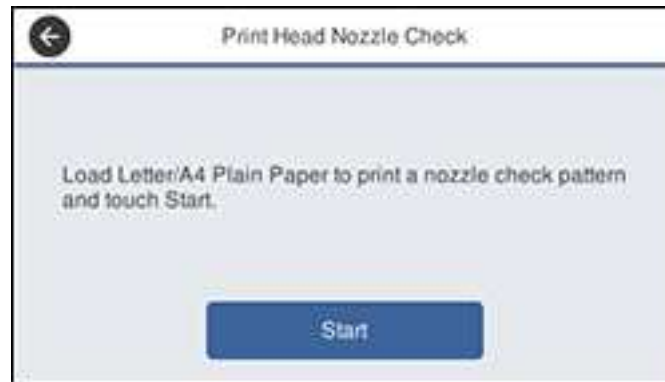 Print Head Nozzle Check
Load Letter/A4 Plain Paper to print a nozzle check pattern
and touch Start.
Start